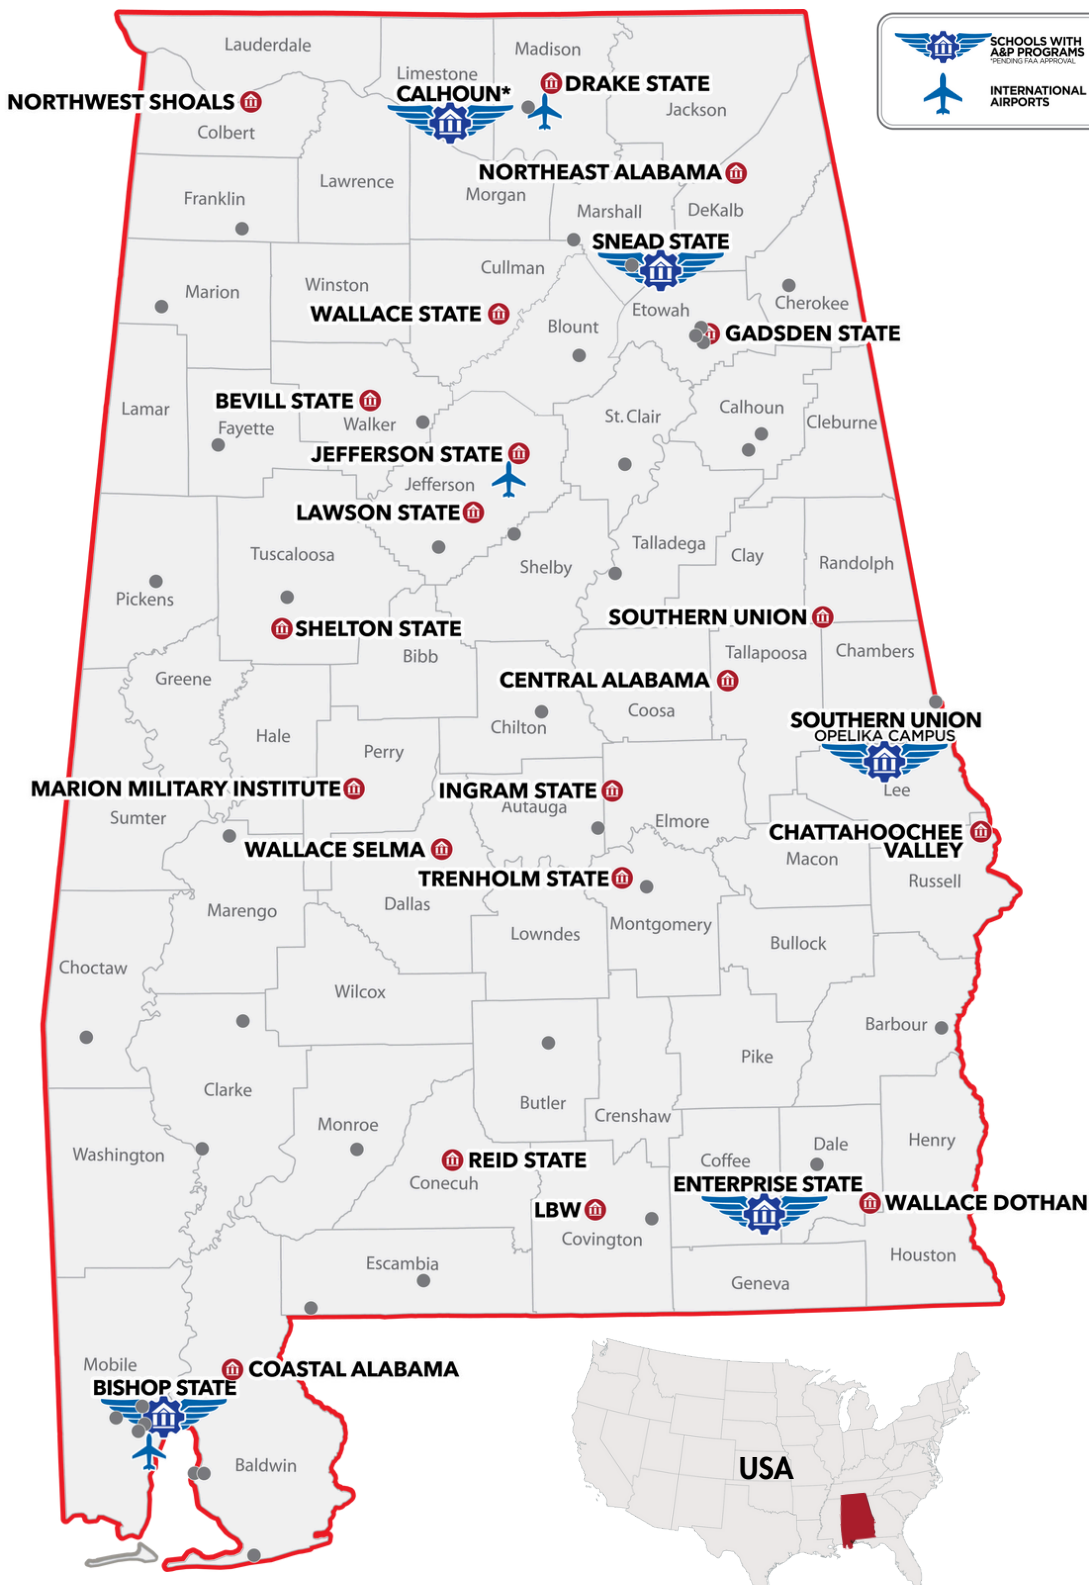 SCHOOLS WITH
A&P PROGRAMS
*PENDING FAA APPROVAL
INTERNATIONAL
AIRPORTS
Lauderdale
Madison
Limestone
CALHOUN*
DRAKE STATE
NORTHWEST SHOALS
Jackson
Colbert
NORTHEAST ALABAMA
Lawrence
Morgan
Franklin
Marshall
DeKalb
SNEAD STATE
Cullman
Winston
Marion
Cherokee
Etowah
WALLACE STATE
Blount
GADSDEN STATE
BEVILL STATE
Lamar
Fayette
Walker
St. Clair
Calhoun
Cleburne
JEFFERSON STATE
Jefferson
LAWSON STATE
Talladega
Tuscaloosa
Clay
Shelby
Randolph
Pickens
SOUTHERN UNION
SHELTON STATE
Bibb
Tallapoosa
Chambers
Greene
CENTRAL ALABAMA
Coosa
SOUTHERN UNION
OPELIKA CAMPUS
Chilton
Hale
Perry
MARION MILITARY INSTITUTE
INGRAM STATE
Lee
Autauga
Sumter
Elmore
CHATTAHOOCHEE
VALLEY
WALLACE SELMA
Macon
TRENHOLM STATE
Russell
Dallas
Marengo
Montgomery
Lowndes
Bullock
Choctaw
Wilcox
Barbour
Pike
Clarke
Butler
Crenshaw
Monroe
Washington
Henry
Dale
Coffee
REID STATE
Conecuh
ENTERPRISE STATE
WALLACE DOTHAN
LBW
Covington
Houston
Escambia
Geneva
Mobile
COASTAL ALABAMA
BISHOP STATE
Baldwin
USA